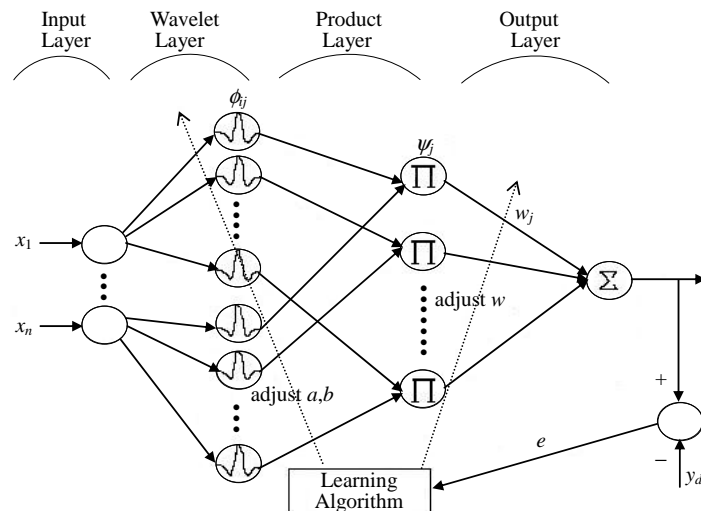 Input Layer
Wavelet Layer
Product Layer
Output Layer
ϕij
ψj
wj
x1
Σ
adjust w
xn
adjust a,b
+
e
−
yd
Learning
Algorithm
∏
∏
∏